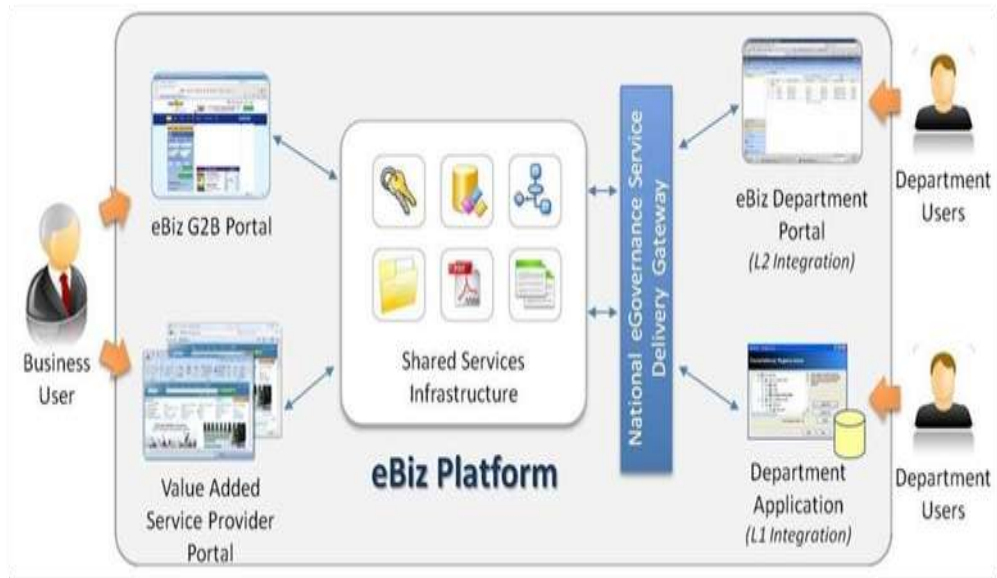 eBiz G2B Portal
Business
User
Value Added
Service Provider
Portal
PDF
Shared Services
Infrastructure
eBiz Platform
National eGovernance Service
Delivery Gateway
eBiz Department
Portal
(L2 Integration)
Department
Users
Department
Application
(L1 Integration)
Department
Users